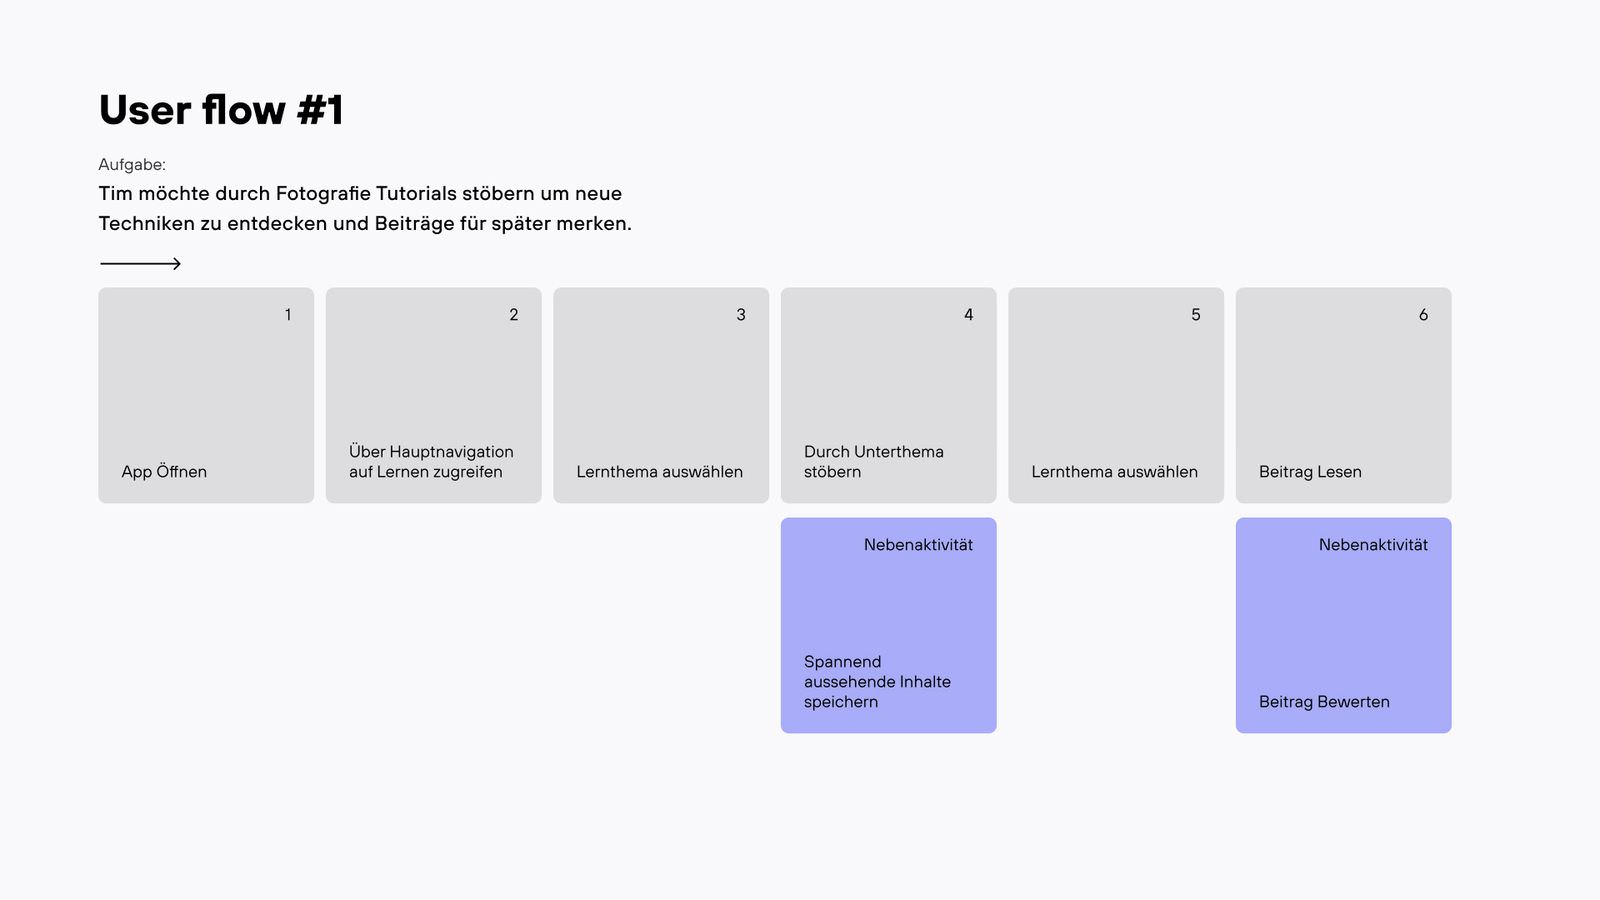 User flow #1
Aufgabe:
Tim möchte durch Fotografie Tutorials stöbern um neue
Techniken zu entdecken und Beiträge für später merken.
1
App Öffnen
2
Über Hauptnavigation
auf Lernen zugreifen
3
Lernthema auswählen
4
Durch Unterthema
stöbern
5
Lernthema auswählen
6
Beitrag Lesen
Nebenaktivität
Spannend
aussehende Inhalte
speichern
Nebenaktivität
Beitrag Bewerten